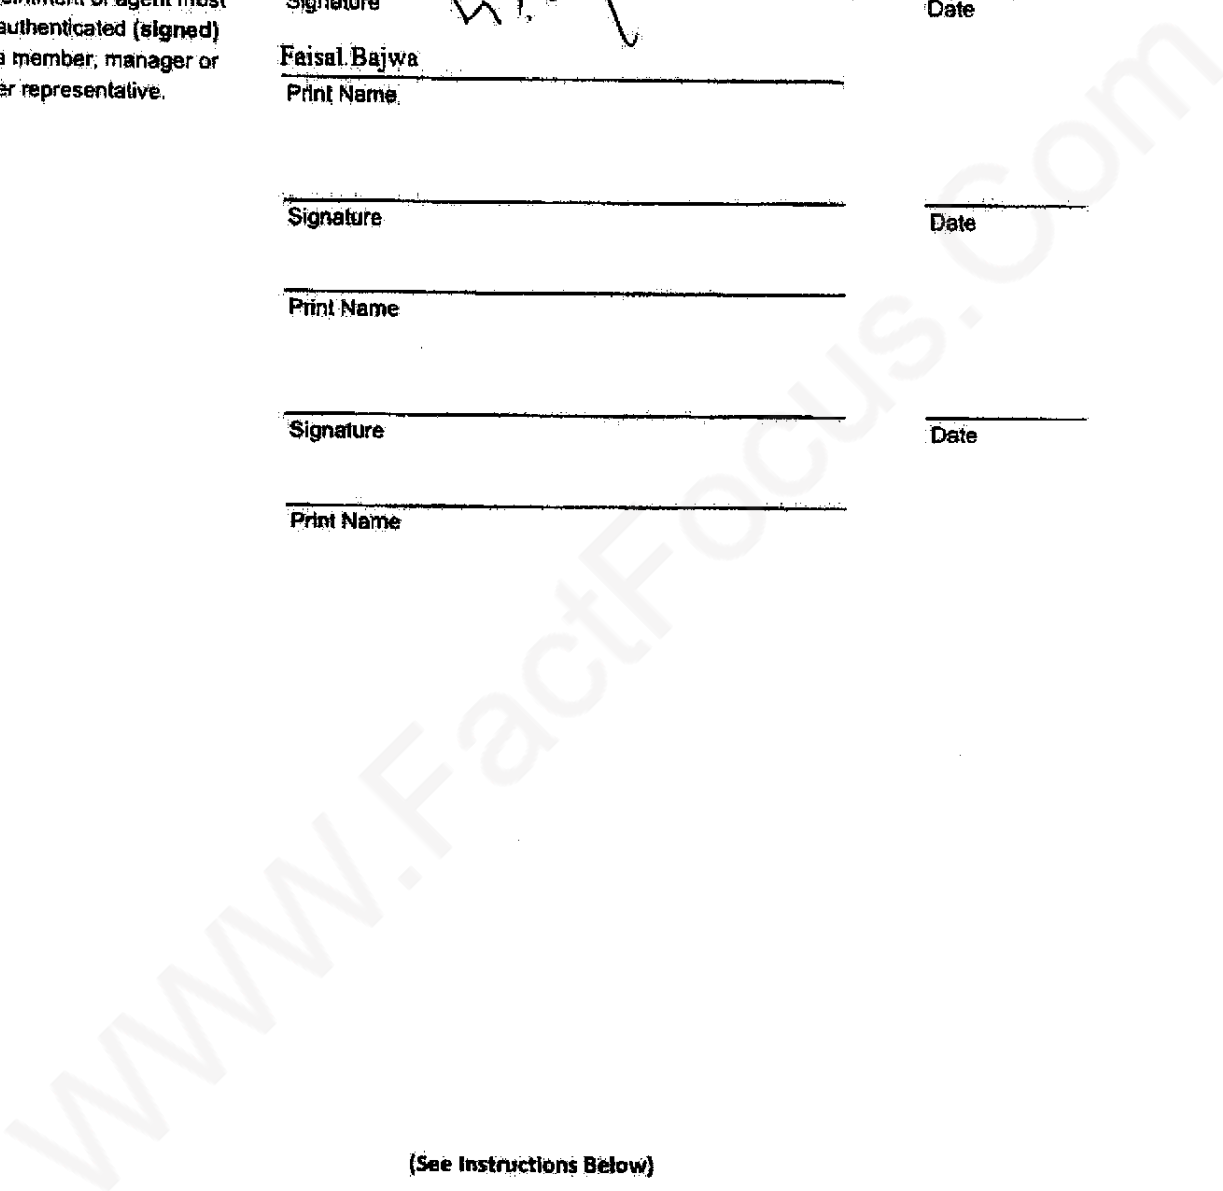 authenticated (signed)
member, manager or
representative.
Signature
Date
Faisal Bajwa
Print Name
Signature
Date
Print Name
Signature
Date
Print Name
(See Instructions Below)
WWW.FactFocus.Com